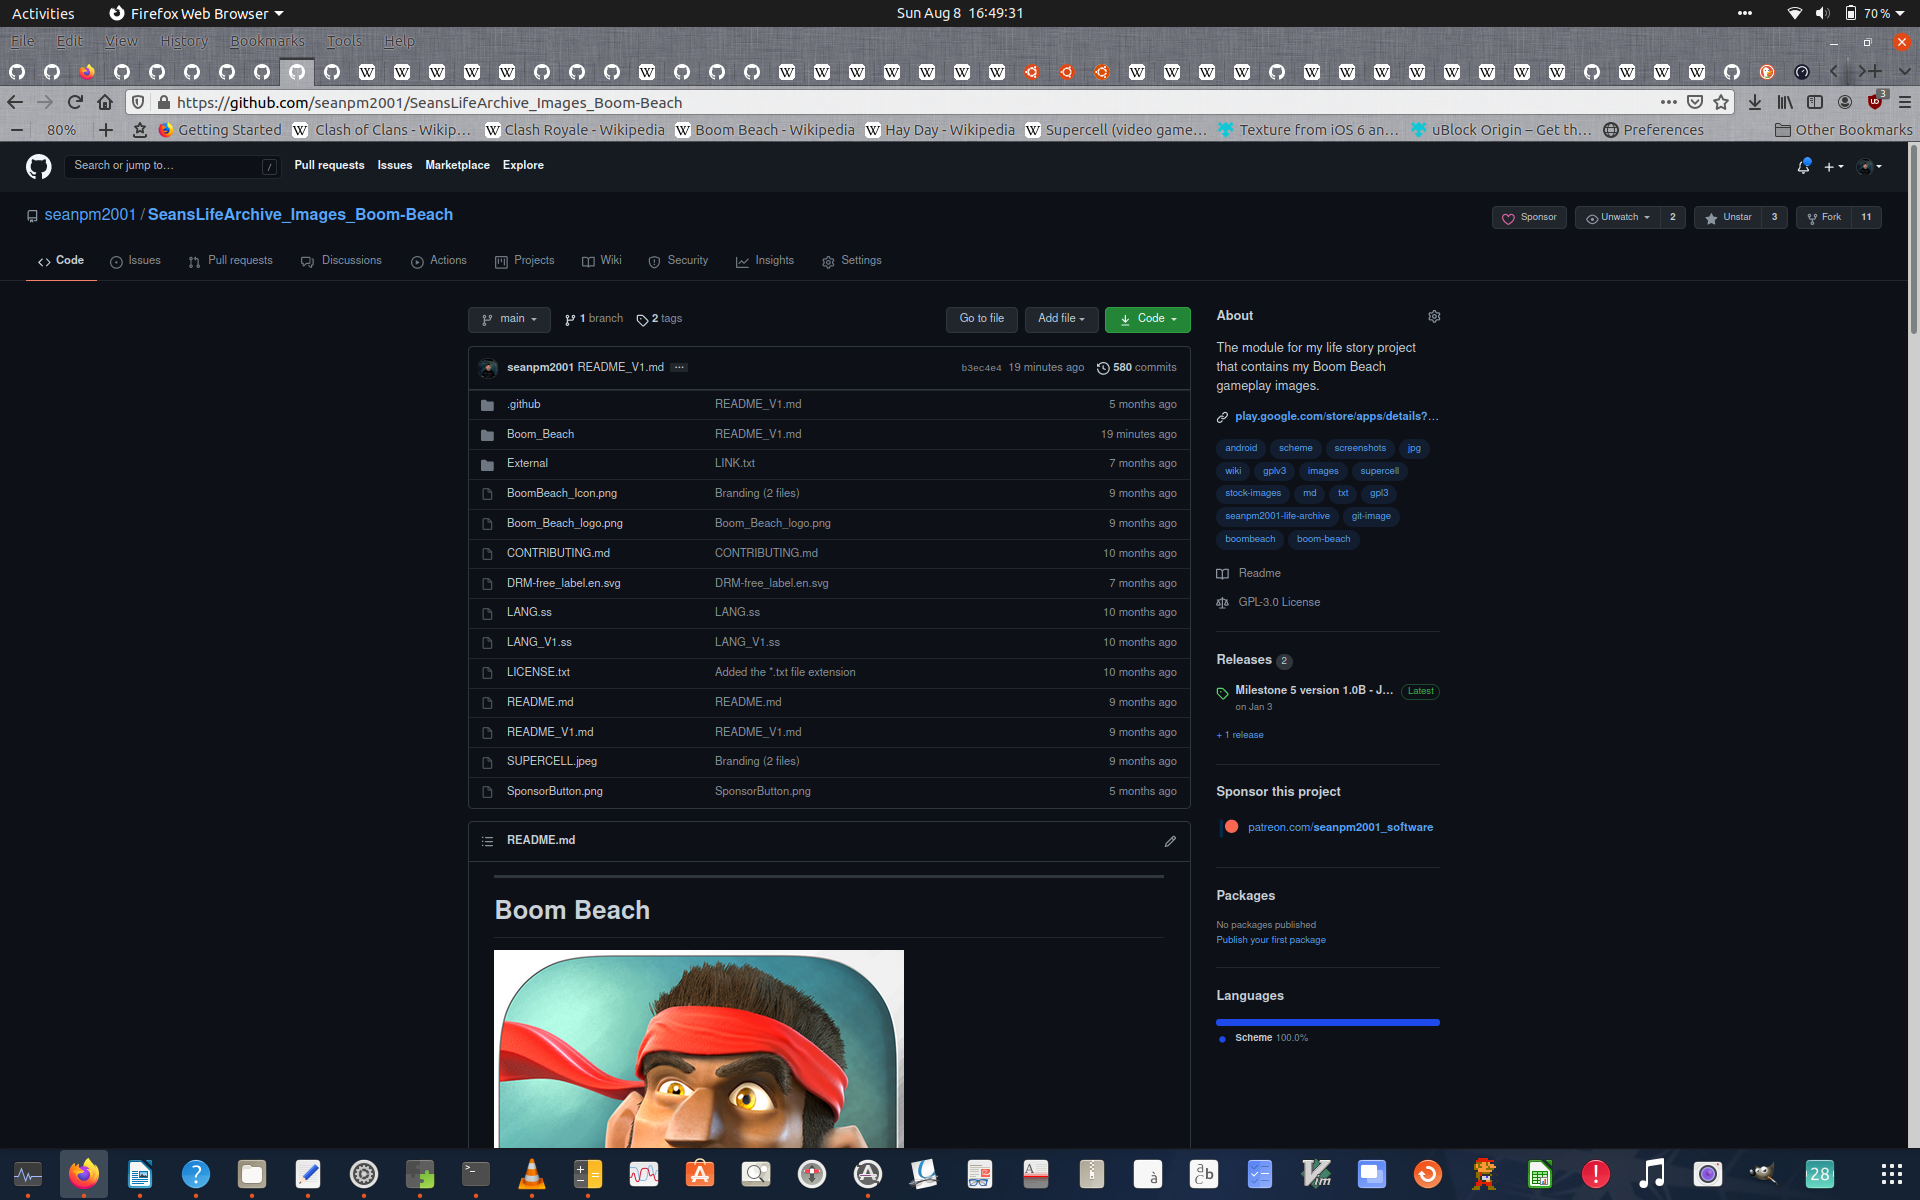 Activities Firefox Web Browser Sun Aug 8 16:49:31 70 %
File Edit View History Bookmarks Tools Help
https://github.com/seanpm2001/SeansLifeArchive_Images_Boom-Beach 3
80% Getting Started Clash of Clans - Wikip… Clash Royale - Wikipedia Boom Beach - Wikipedia Hay Day - Wikipedia Supercell (video game… Texture from iOS 6 an… uBlock Origin – Get th… Preferences Other Bookmarks
Search or jump to… / Pull requests Issues Marketplace Explore
seanpm2001 / SeansLifeArchive_Images_Boom-Beach Sponsor Unwatch 2 Unstar 3 Fork 11
Code Issues Pull requests Discussions Actions Projects Wiki Security Insights Settings
main 1 branch 2 tags Go to file Add file Code
seanpm2001 README_V1.md ... b3ec4e4 19 minutes ago 580 commits
.github README_V1.md 5 months ago
Boom_Beach README_V1.md 19 minutes ago
External LINK.txt 7 months ago
BoomBeach_Icon.png Branding (2 files) 9 months ago
Boom_Beach_logo.png Boom_Beach_logo.png 9 months ago
CONTRIBUTING.md CONTRIBUTING.md 10 months ago
DRM-free_label.en.svg DRM-free_label.en.svg 7 months ago
LANG.ss LANG.ss 10 months ago
LANG_V1.ss LANG_V1.ss 10 months ago
LICENSE.txt Added the *.txt file extension 10 months ago
README.md README.md 9 months ago
README_V1.md README_V1.md 9 months ago
SUPERCELL.jpeg Branding (2 files) 9 months ago
SponsorButton.png SponsorButton.png 5 months ago
README.md
Boom Beach
About
The module for my life story project
that contains my Boom Beach
gameplay images.
play.google.com/store/apps/details?…
android scheme screenshots jpg
wiki gplv3 images supercell
stock-images md txt gpl3
seanpm2001-life-archive git-image
boombeach boom-beach
Readme
GPL-3.0 License
Releases 2
Milestone 5 version 1.0B - J… Latest
on Jan 3
+ 1 release
Sponsor this project
patreon.com/seanpm2001_software
Packages
No packages published
Publish your first package
Languages
Scheme 100.0%
28